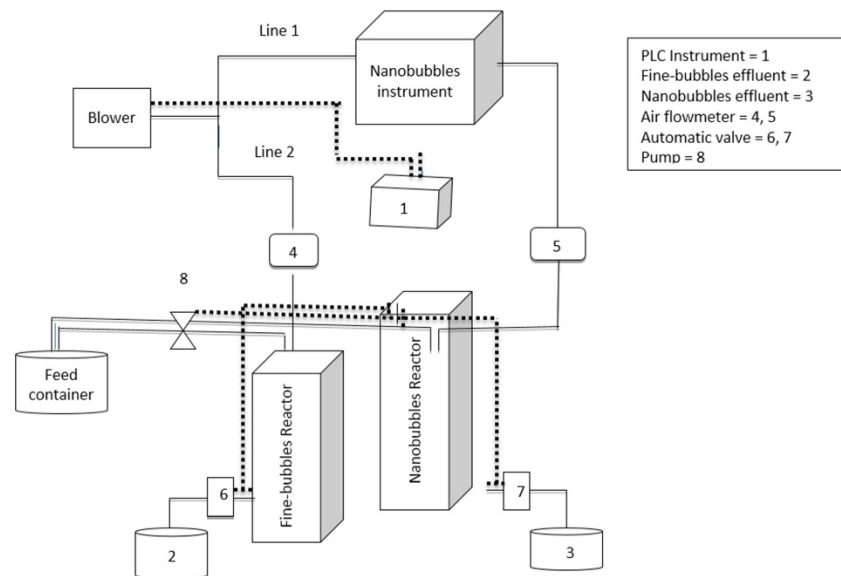 Line 1
Nanobubbles
instrument
Blower
Line 2
1
PLC Instrument = 1
Fine-bubbles effluent = 2
Nanobubbles effluent = 3
Air flowmeter = 4, 5
Automatic valve = 6, 7
Pump = 8
4
5
8
Feed
container
Fine-bubbles Reactor
Nanobubbles Reactor
6
7
2
3